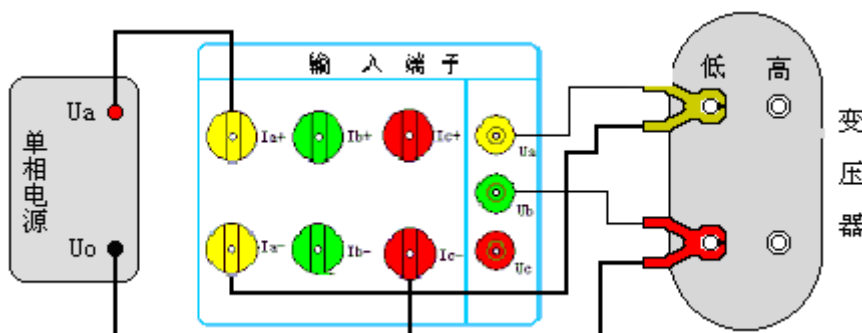 单相电源
Ua
Uo
输入端子
Ia+
Ib+
Ic+
Ia-
Ib-
Ic-
Ua
Ub
Uc
低
高
变压器